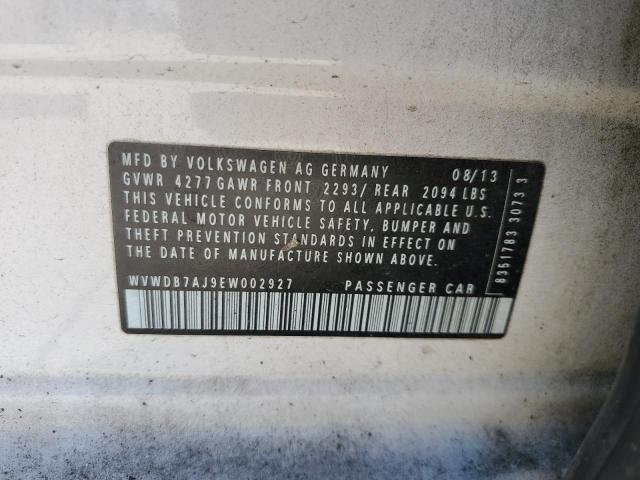 MFD BY VOLKSWAGEN AG GERMANY 08/13
GVWR 4277 GAWR FRONT 2293/ REAR 2094 LBS
THIS VEHICLE CONFORMS TO ALL APPLICABLE U.S.
FEDERAL MOTOR VEHICLE SAFETY, BUMPER AND
THEFT PREVENTION STANDARDS IN EFFECT ON
THE DATE OF MANUFACTURE SHOWN ABOVE.
WVWDB7AJ9EW002927 PASSENGER CAR
8351783 3073 3